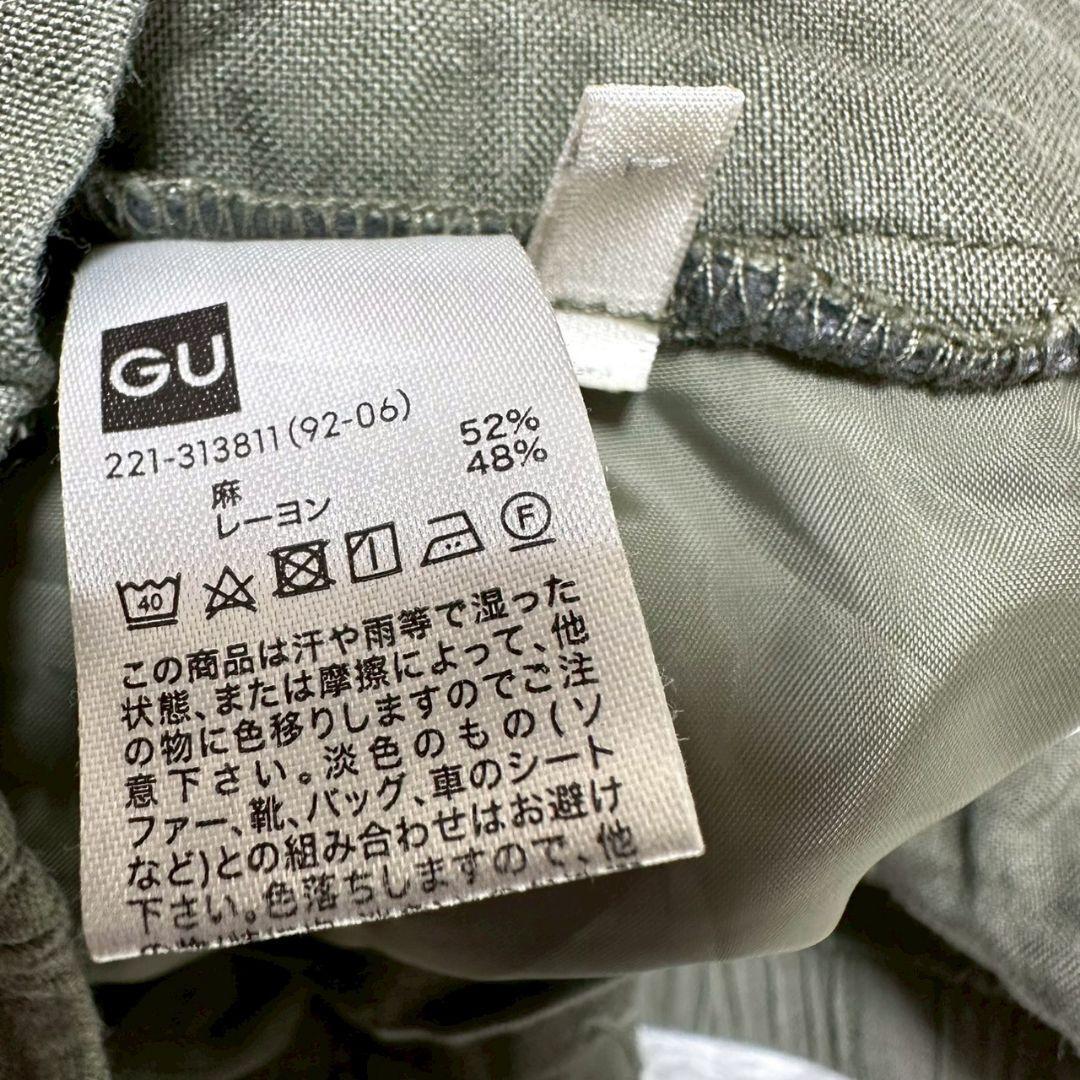 GU
221-313811(92-06)
麻 52%
レーヨン 48%
40
F
この商品は汗や雨等で湿った
状態、または摩擦によって、他
の物に色移りしますのでご注
意下さい。淡色のもの(ソ
ファー、靴、バッグ、車のシート
など)との組み合わせはお避け
下さい。色落ちしますので、他